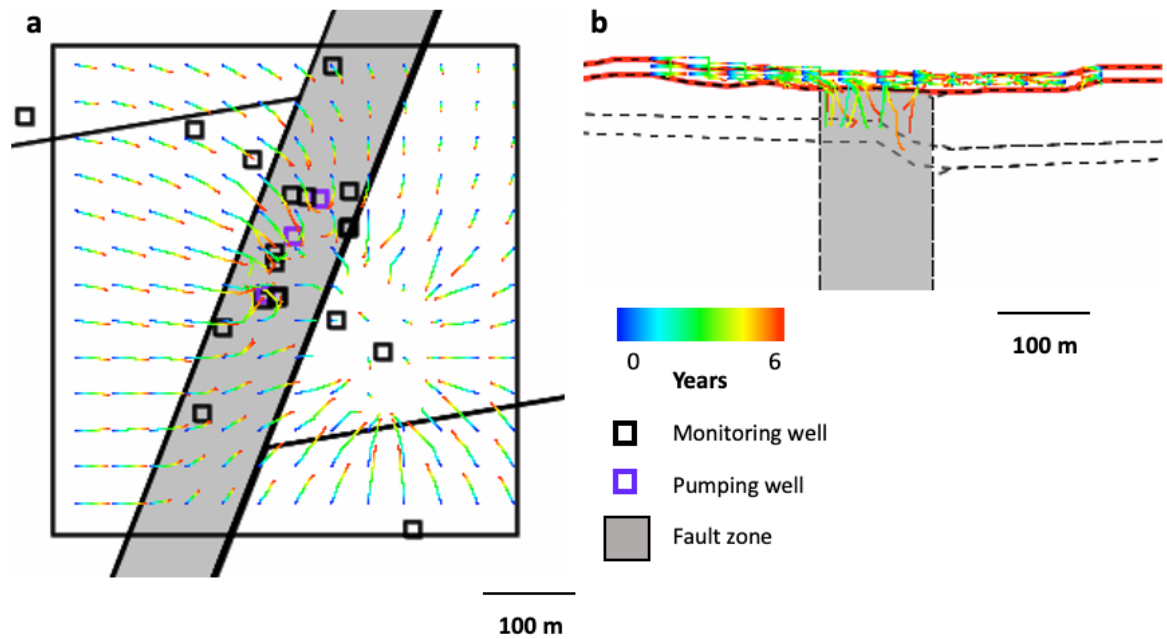 a
b
0
6
Years
100 m
Monitoring well
Pumping well
Fault zone
100 m